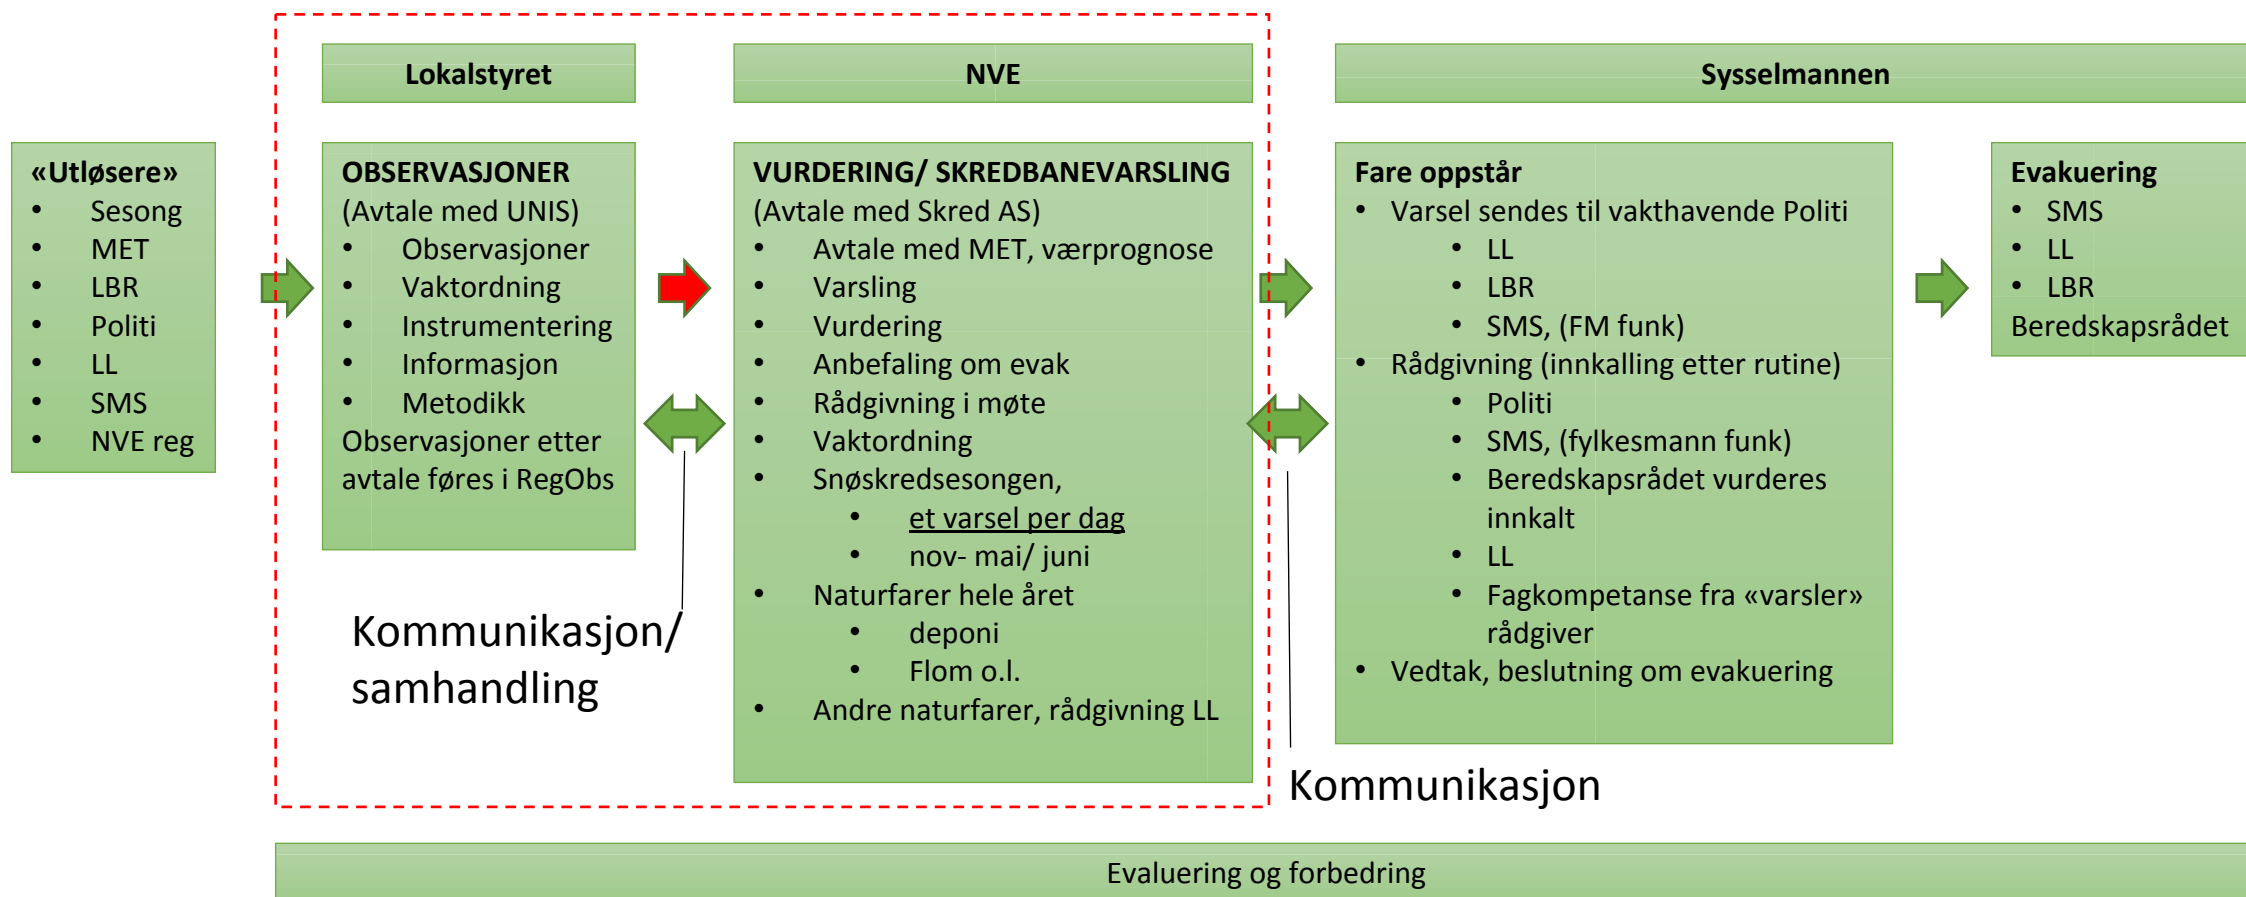 Lokalstyret
NVE
Sysselmannen
«Utløsere»
• Sesong
• MET
• LBR
• Politi
• LL
• SMS
• NVE reg
OBSERVASJONER
(Avtale med UNIS)
• Observasjoner
• Vaktordning
• Instrumentering
• Informasjon
• Metodikk
Observasjoner etter
avtale føres i RegObs
Kommunikasjon/
samhandling
VURDERING/ SKREDBANEVARSLING
(Avtale med Skred AS)
• Avtale med MET, værprognose
• Varsling
• Vurdering
• Anbefaling om evak
• Rådgivning i møte
• Vaktordning
• Snøskredsesongen,
• et varsel per dag
• nov- mai/ juni
• Naturfarer hele året
• deponi
• Flom o.l.
• Andre naturfarer, rådgivning LL
Kommunikasjon
Fare oppstår
• Varsel sendes til vakthavende Politi
• LL
• LBR
• SMS, (FM funk)
• Rådgivning (innkalling etter rutine)
• Politi
• SMS, (fylkesmann funk)
• Beredskapsrådet vurderes
innkalt
• LL
• Fagkompetanse fra «varsler»
rådgiver
• Vedtak, beslutning om evakuering
Evakuering
• SMS
• LL
• LBR
Beredskapsrådet
Evaluering og forbedring